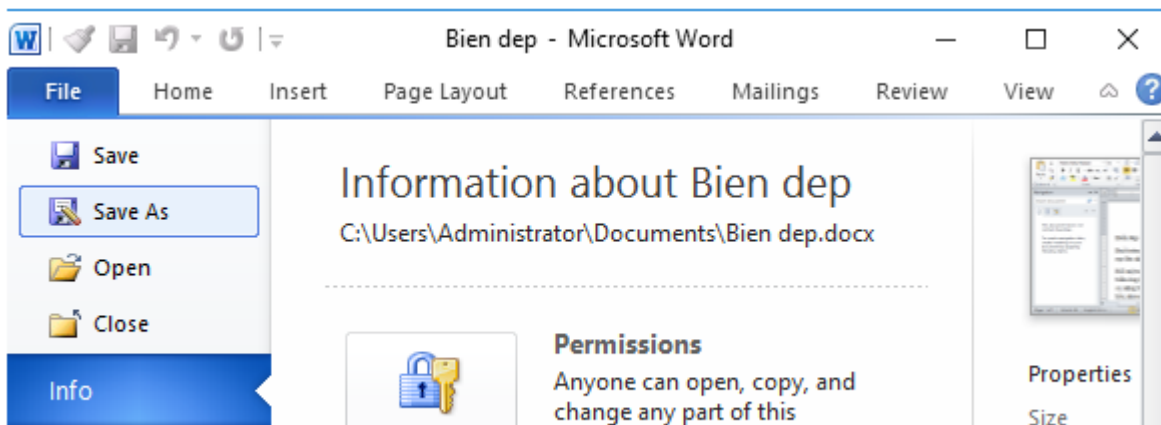 Bien dep - Microsoft Word
File Home Insert Page Layout References Mailings Review View
Save
Save As
Open
Close
Info
Information about Bien dep
C:\Users\Administrator\Documents\Bien dep.docx
Permissions
Anyone can open, copy, and
change any part of this
Properties
Size